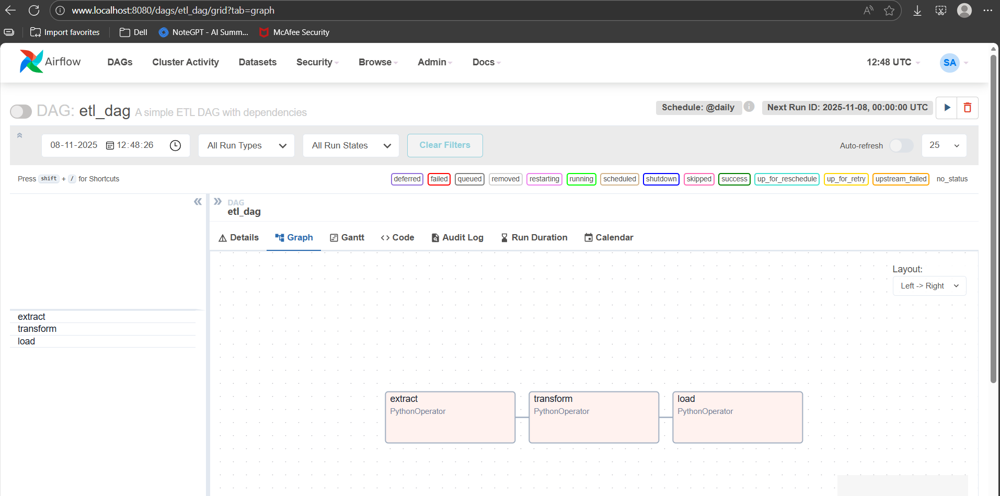 www.localhost:8080/dags/etl_dag/grid?tab=graph
Import favorites
Dell
NoteGPT - AI Summ...
McAfee Security
Airflow
DAGs
Cluster Activity
Datasets
Security
Browse
Admin
Docs
12:48 UTC
SA
DAG: etl_dag A simple ETL DAG with dependencies
Schedule: @daily
Next Run ID: 2025-11-08, 00:00:00 UTC
08-11-2025 12:48:26
All Run Types
All Run States
Clear Filters
Auto-refresh
25
Press shift + / for Shortcuts
deferred
failed
queued
removed
restarting
running
scheduled
shutdown
skipped
success
up_for_reschedule
up_for_retry
upstream_failed
no_status
DAG
etl_dag
Details
Graph
Gantt
Code
Audit Log
Run Duration
Calendar
Layout:
Left -> Right
extract
transform
load
extract
PythonOperator
transform
PythonOperator
load
PythonOperator